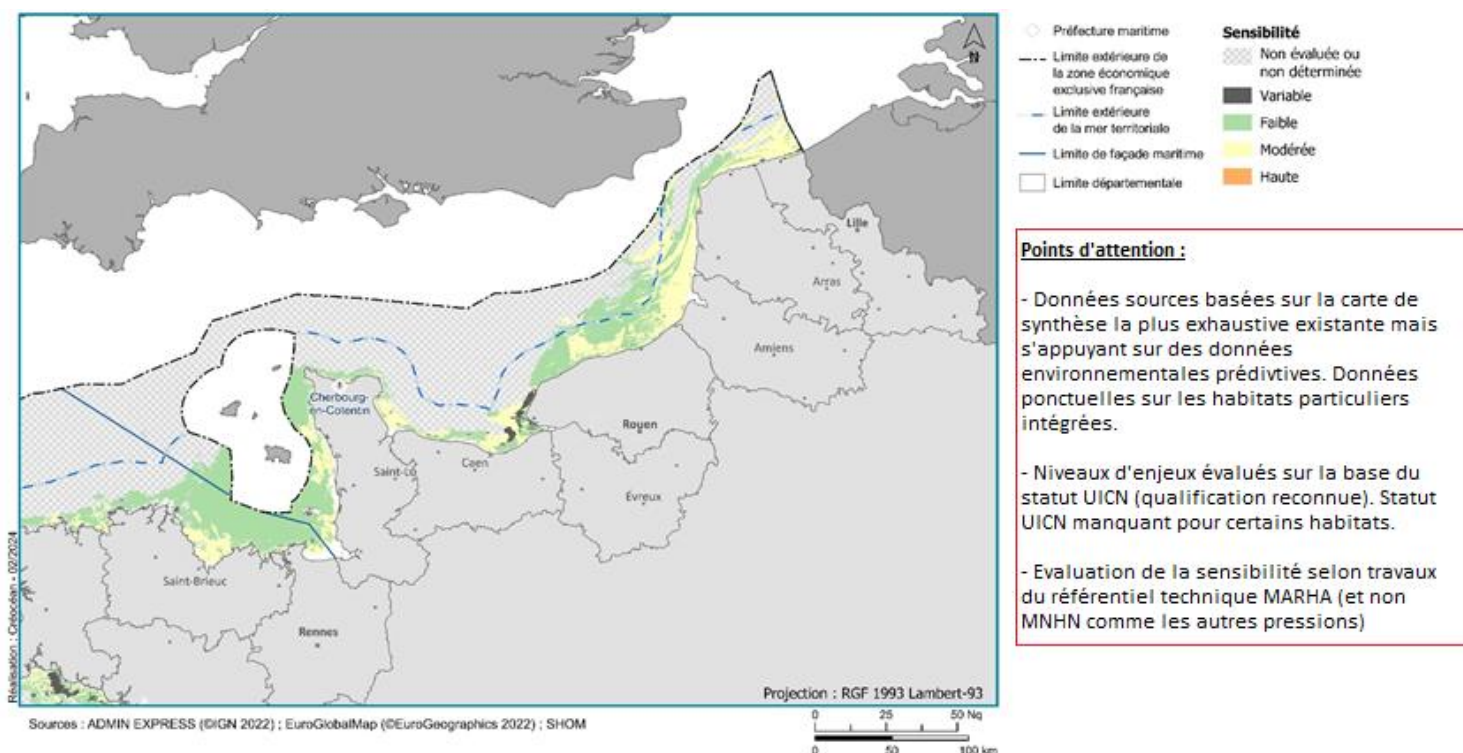 Lille
Arras
Amiens
Cherbourg-
en-Cotentin
Rouen
Saint-Lô
Caen
Évreux
Saint-Brieuc
Rennes
Projection : RGF 1993 Lambert-93
Réalisation : Créocéan - 02/2024
Sources : ADMIN EXPRESS (©IGN 2022) ; EuroGlobalMap (©EuroGeographics 2022) ; SHOM
0 25 50 Nq
0 50 100 km
N
Préfecture maritime
Limite extérieure de
la zone économique
exclusive française
Limite extérieure
de la mer territoriale
Limite de façade maritime
Limite départementale
Sensibilité
Non évaluée ou
non déterminée
Variable
Faible
Modérée
Haute
Points d'attention :
- Données sources basées sur la carte de
synthèse la plus exhaustive existante mais
s'appuyant sur des données
environnementales prédivtives. Données
ponctuelles sur les habitats particuliers
intégrées.
- Niveaux d'enjeux évalués sur la base du
statut UICN (qualification reconnue). Statut
UICN manquant pour certains habitats.
- Evaluation de la sensibilité selon travaux
du référentiel technique MARHA (et non
MNHN comme les autres pressions)